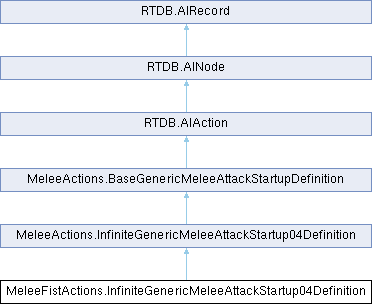 RTDB.AIRecord
RTDB.AINode
RTDB.AIAction
MeleeActions.BaseGenericMeleeAttackStartupDefinition
MeleeActions.InfiniteGenericMeleeAttackStartup04Definition
MeleeFistActions.InfiniteGenericMeleeAttackStartup04Definition